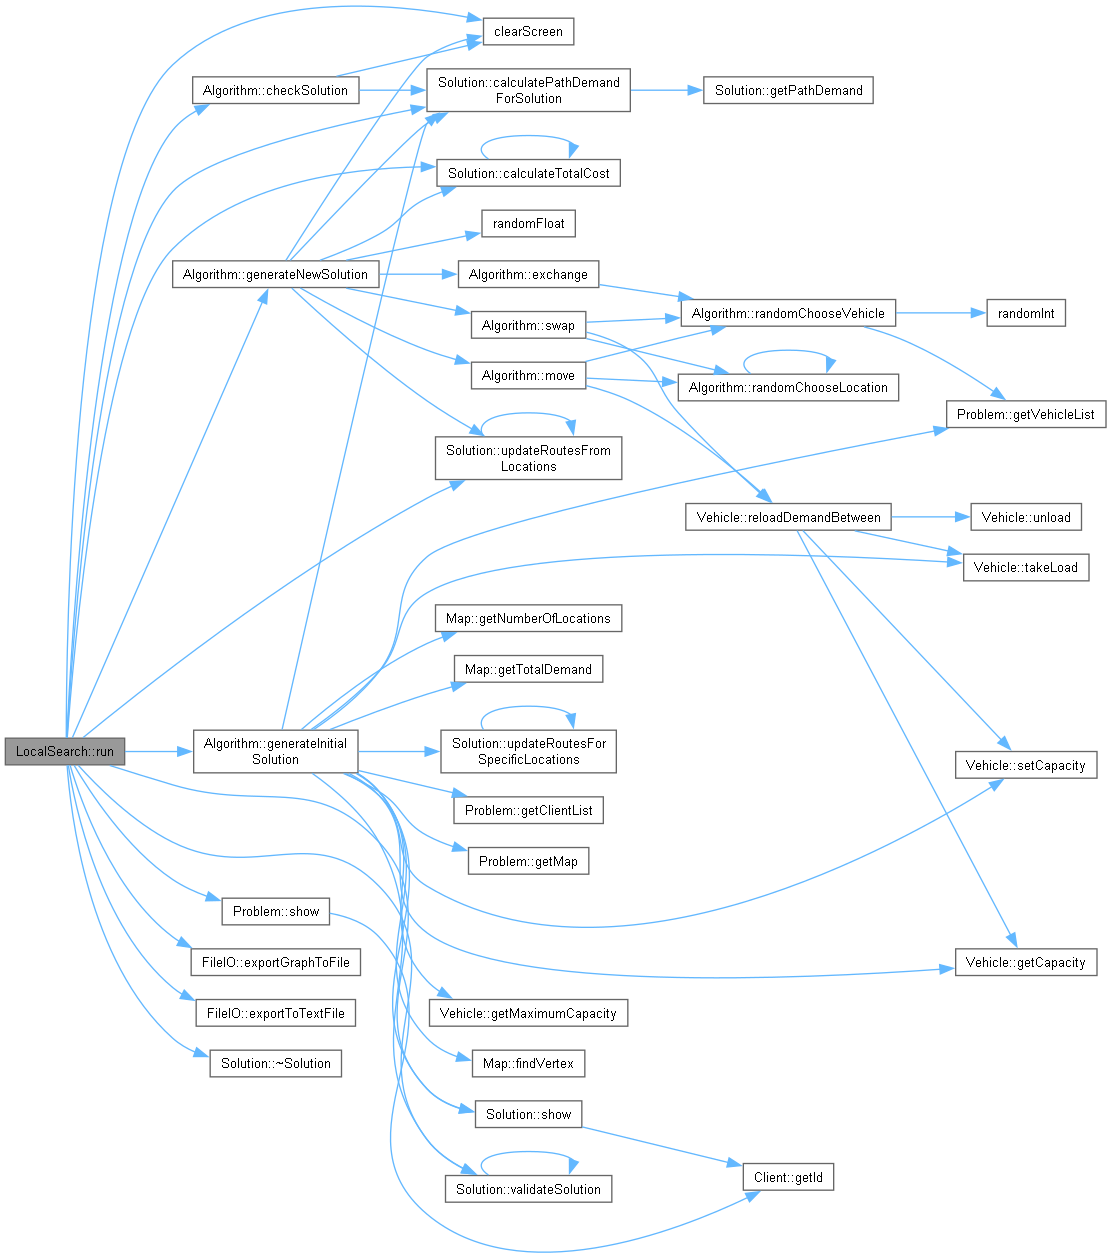 clearScreen
Algorithm::checkSolution
Solution::calculatePathDemand
ForSolution
Solution::getPathDemand
Solution::calculateTotalCost
randomFloat
Algorithm::generateNewSolution
Algorithm::exchange
Algorithm::randomChooseVehicle
randomInt
Algorithm::swap
Algorithm::move
Algorithm::randomChooseLocation
Problem::getVehicleList
Solution::updateRoutesFrom
Locations
Vehicle::reloadDemandBetween
Vehicle::unload
Vehicle::takeLoad
Map::getNumberOfLocations
Map::getTotalDemand
LocalSearch::run
Algorithm::generateInitial
Solution
Solution::updateRoutesFor
SpecificLocations
Vehicle::setCapacity
Problem::getClientList
Problem::getMap
Problem::show
FileIO::exportGraphToFile
Vehicle::getCapacity
FileIO::exportToTextFile
Vehicle::getMaximumCapacity
Solution::~Solution
Map::findVertex
Solution::show
Client::getId
Solution::validateSolution